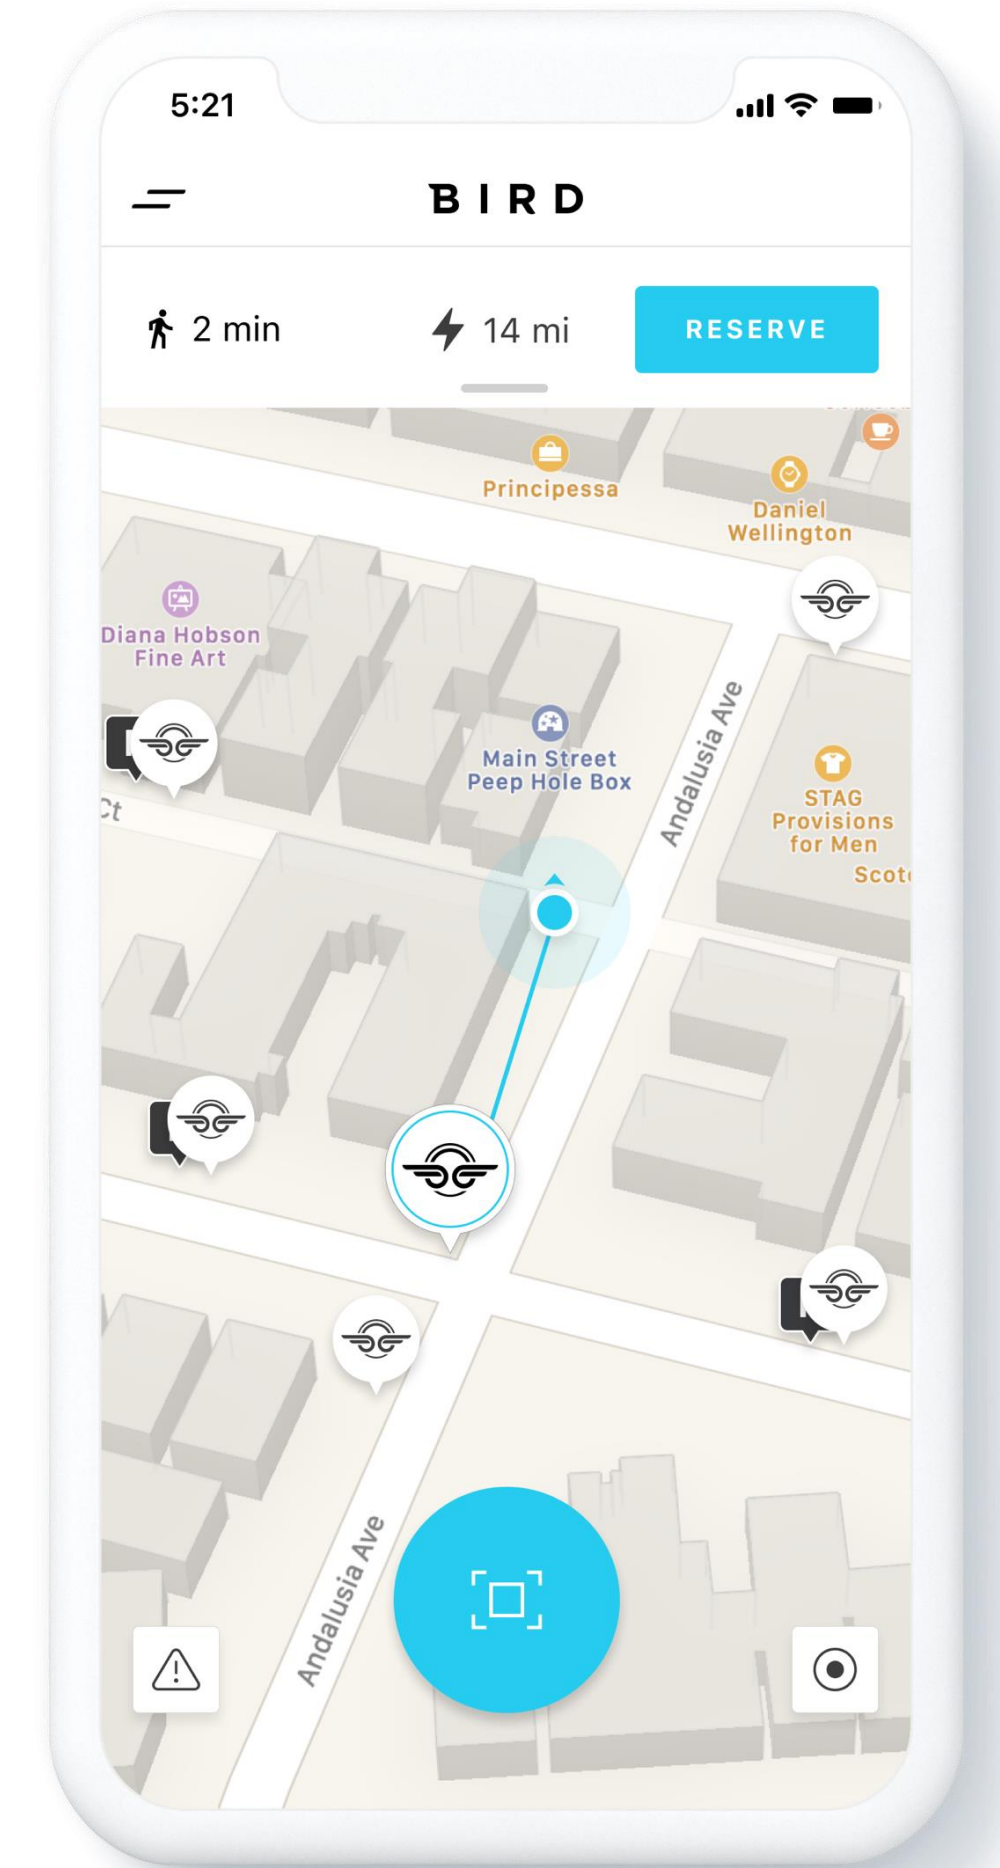 5:21
BIRD
2 min
14 mi
RESERVE
Principessa
Daniel
Wellington
Diana Hobson
Fine Art
Main Street
Peep Hole Box
Andalusia Ave
STAG
Provisions
for Men
Ct
Andalusia Ave